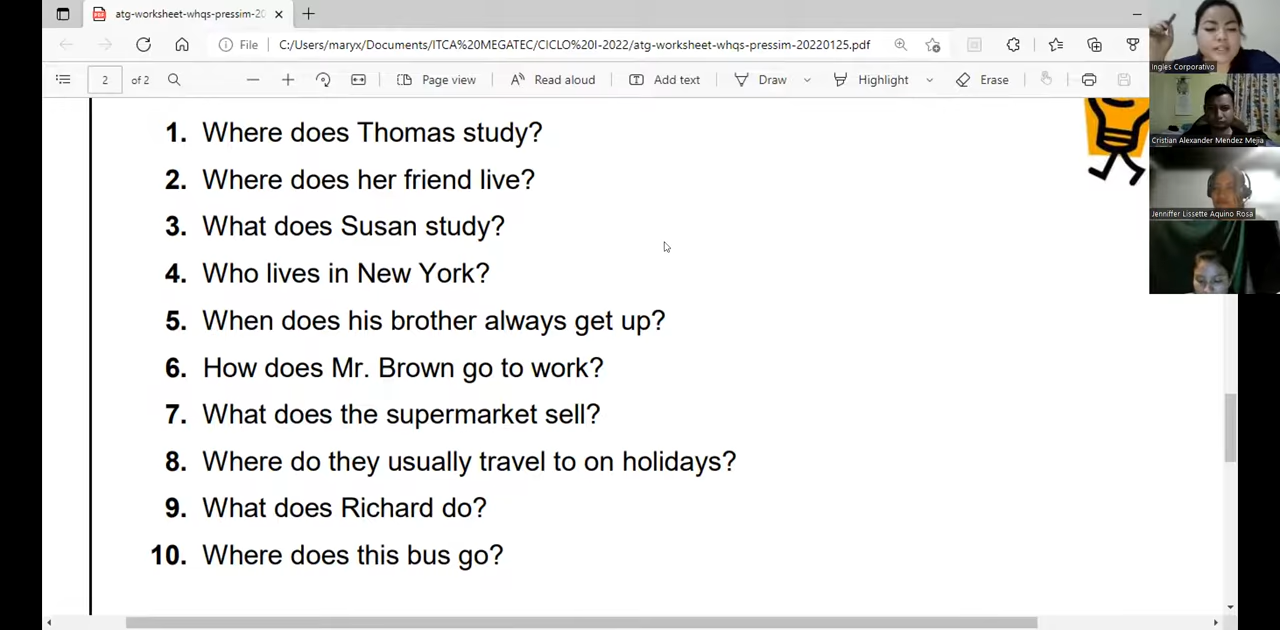 atg-worksheet-whqs-pressim-20
File
C:/Users/maryx/Documents/ITCA%20MEGATEC/CICLO%20I-2022/atg-worksheet-whqs-pressim-20220125.pdf
2 of 2
Page view
Read aloud
Add text
Draw
Highlight
Erase
1. Where does Thomas study?
2. Where does her friend live?
3. What does Susan study?
4. Who lives in New York?
5. When does his brother always get up?
6. How does Mr. Brown go to work?
7. What does the supermarket sell?
8. Where do they usually travel to on holidays?
9. What does Richard do?
10. Where does this bus go?
Ingles Corporativo
Cristian Alexander Mendez Mejia
Jenniffer Lissette Aquino Rosa